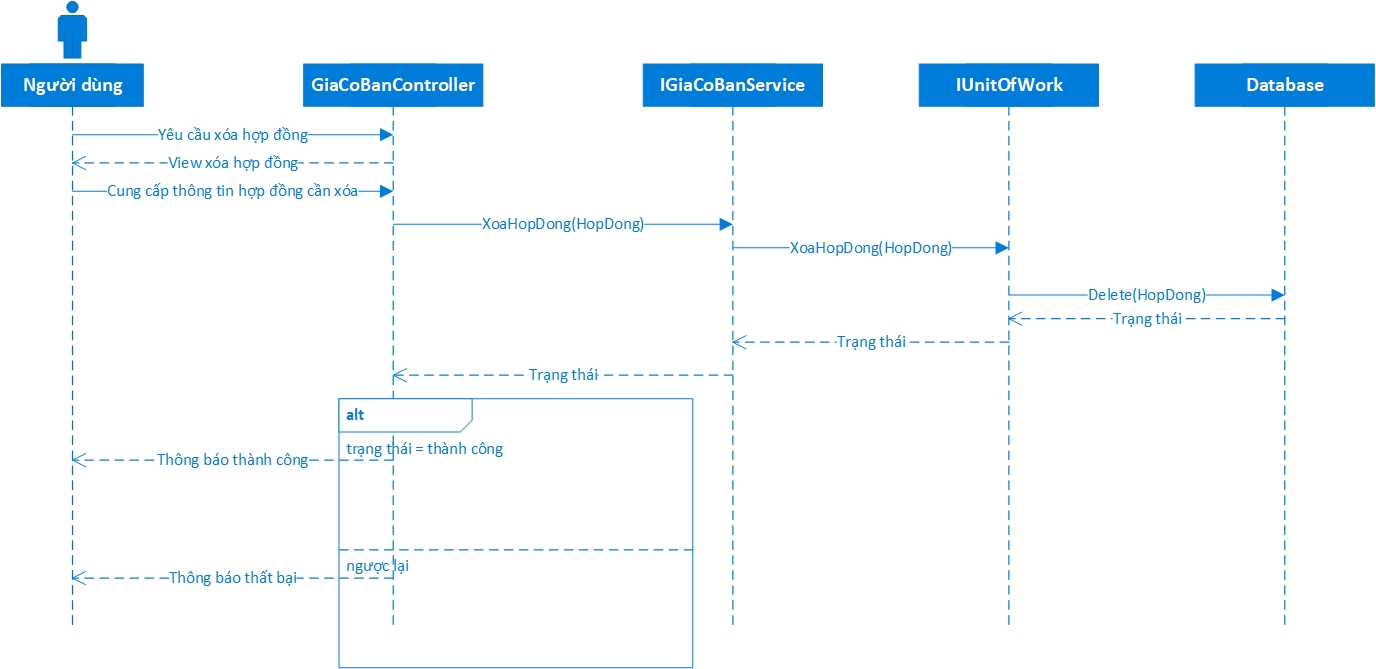 Người dùng
GiaCoBanController
IGiaCoBanService
IUnitOfWork
Database
Yêu cầu xóa hợp đồng
View xóa hợp đồng
Cung cấp thông tin hợp đồng cần xóa
XoaHopDong(HopDong)
XoaHopDong(HopDong)
Delete(HopDong)
Trạng thái
Trạng thái
Trạng thái
alt
trạng thái = thành công
Thông báo thành công
ngược lại
Thông báo thất bại